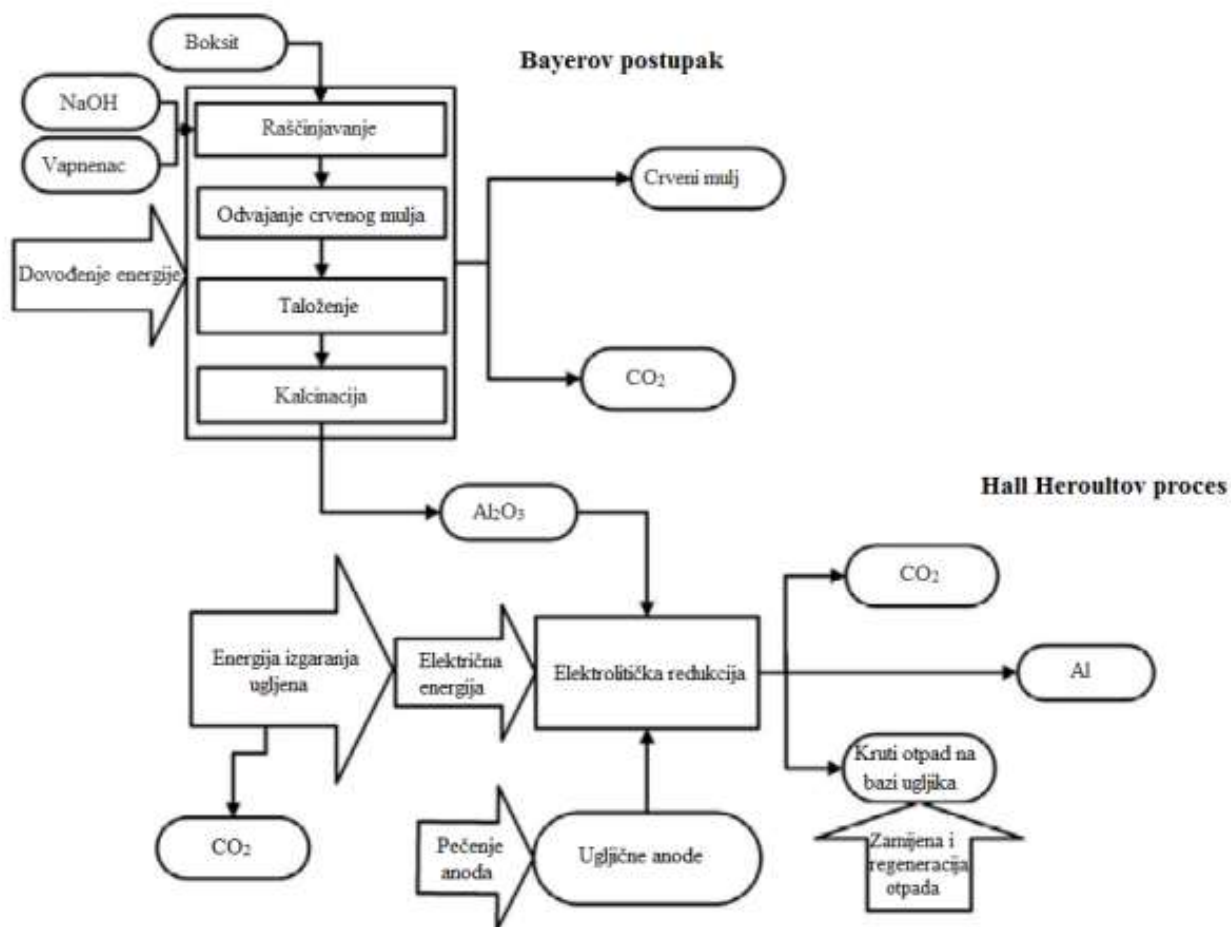 Boksit
Bayerov postupak
NaOH
Vapnenac
Raščinjavanje
Crveni mulj
Odvajanje crvenog mulja
Dovođenje energije
Taloženje
CO₂
Kalcinacija
Al₂O₃
Hall Heroultov proces
CO₂
Energija izgaranja
ugljena
Električna
energija
Elektrolitička redukcija
Al
Kruti otpad na
bazi ugljika
CO₂
Pečenje
anoda
Ugljične anode
Zamijena i
regeneracija
otpada